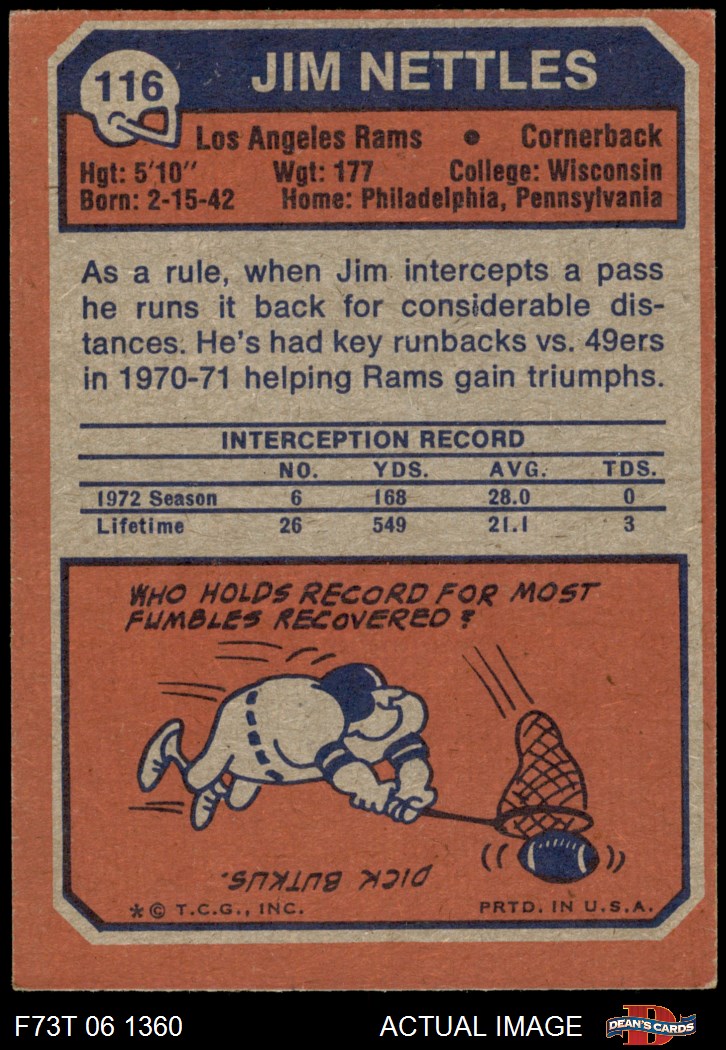 116
JIM NETTLES
Los Angeles Rams • Cornerback
Hgt: 5'10" Wgt: 177 College: Wisconsin
Born: 2-15-42 Home: Philadelphia, Pennsylvania
As a rule, when Jim intercepts a pass
he runs it back for considerable dis-
tances. He's had key runbacks vs. 49ers
in 1970-71 helping Rams gain triumphs.
INTERCEPTION RECORD
NO. YDS. AVG. TDS.
1972 Season 6 168 28.0 0
Lifetime 26 549 21.1 3
WHO HOLDS RECORD FOR MOST
FUMBLES RECOVERED?
DICK BUTKUS.
* © T.C.G., INC. PRTD. IN U.S.A.
F73T 06 1360 ACTUAL IMAGE
D
DEAN'S CARDS